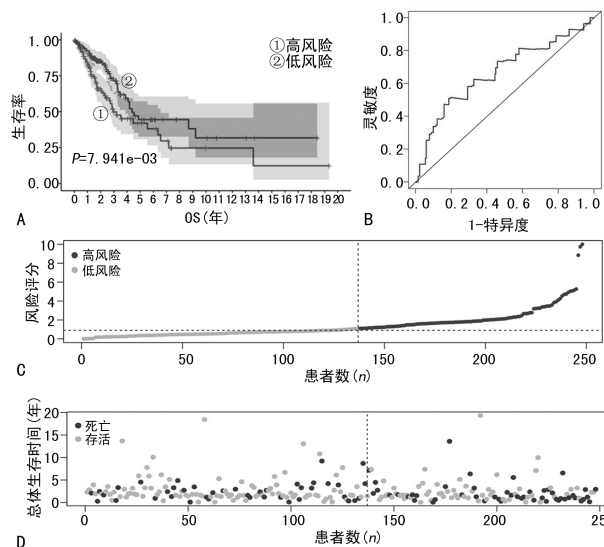 1.00
0.75
0.50
0.25
0.00
生存率
①高风险
②低风险
②
①
P=7.941e-03
0 1 2 3 4 5 6 7 8 9 10 11 12 13 14 15 16 17 18 19 20
OS(年)
A
1.0
0.8
0.6
0.4
0.2
0.0
灵敏度
0.0 0.2 0.4 0.6 0.8 1.0
1-特异度
B
10
8
6
4
2
0
风险评分
高风险
低风险
0 50 100 150 200 250
患者数(n)
C
20
15
10
5
0
总体生存时间(年)
死亡
存活
0 50 100 150 200 250
患者数(n)
D